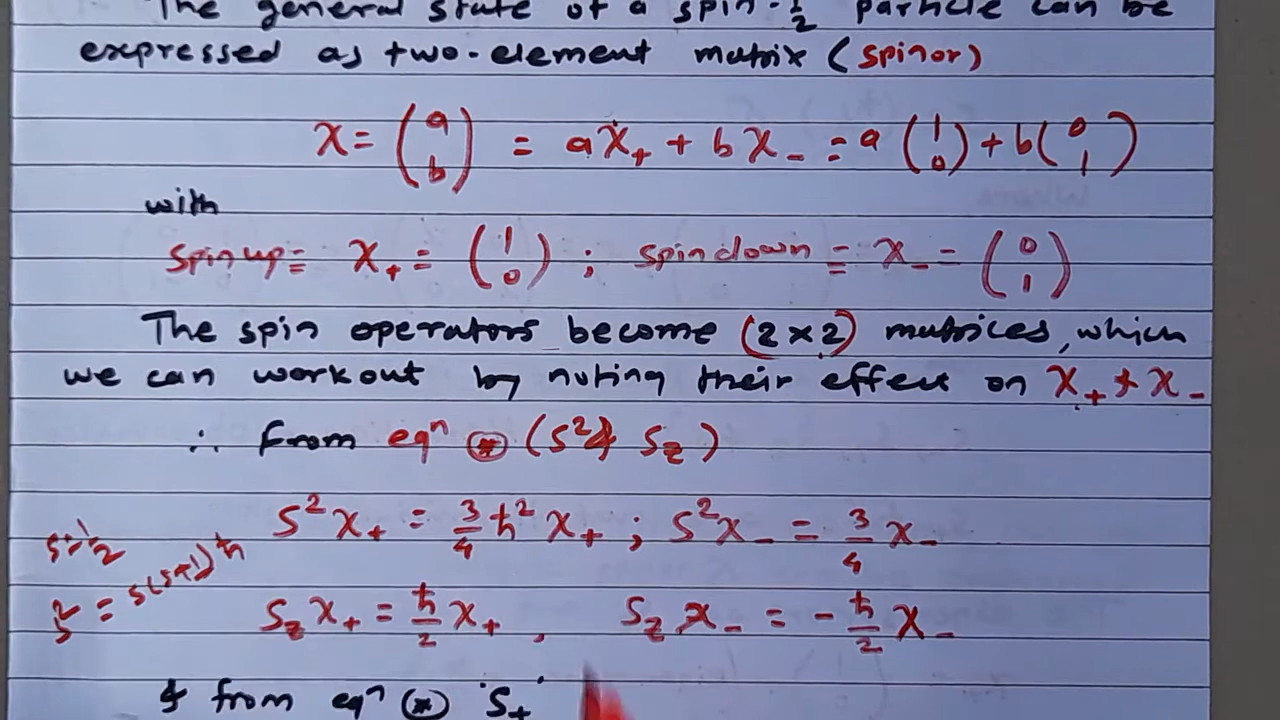 The general state of a spin-½ particle can be
expressed as two-element matrix (spinor)
χ = (a b) = aχ₊ + bχ₋ = a (1 0) + b (0 1)
with
spin up = χ₊ = (1 0) ; spin down = χ₋ = (0 1)
The spin operators become (2×2) matrices, which
we can workout by noting their effect on χ₊ & χ₋
∴ From eqⁿ ⊛ (S² & S_z)
S²χ₊ = 3/4 ħ² χ₊ ; S²χ₋ = 3/4 χ₋
s=1/2
S² = s(s+1) ħ
S_z χ₊ = ħ/2 χ₊ , S_z χ₋ = - ħ/2 χ₋
& from eqⁿ ⊛ 'S₊'